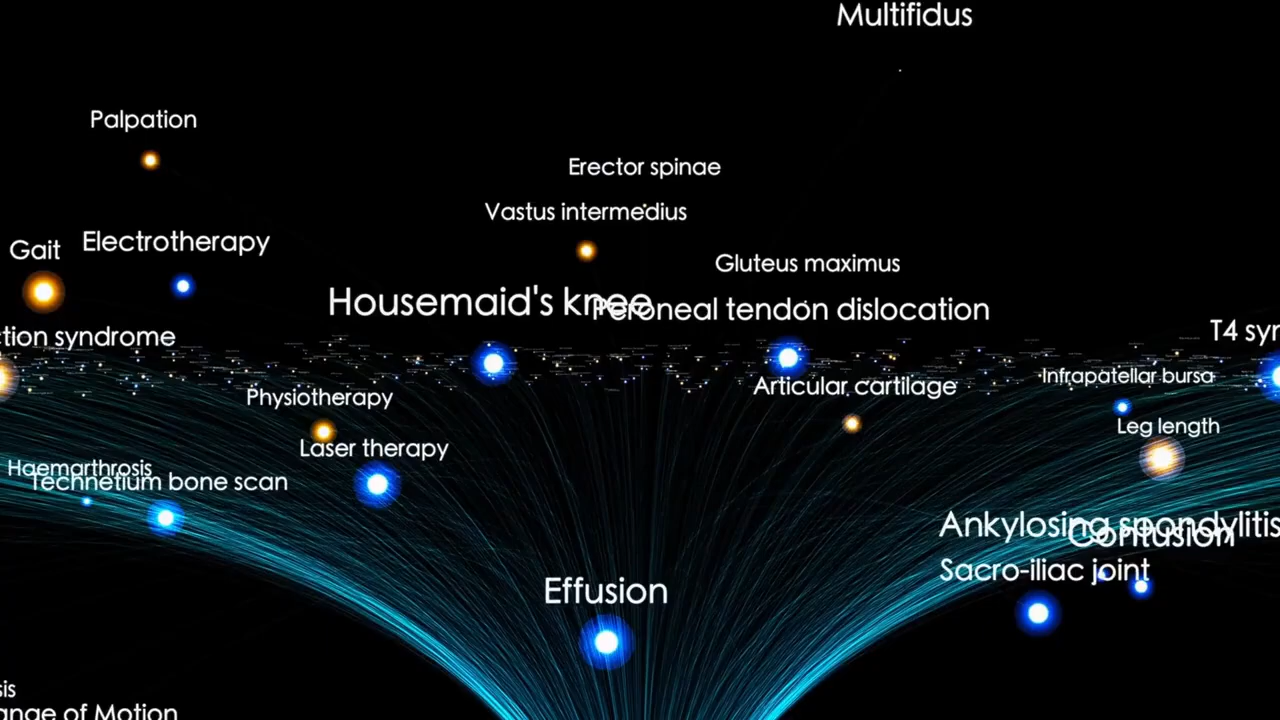 Multifidus
Palpation
Erector spinae
Vastus intermedius
Gait
Electrotherapy
Gluteus maximus
Housemaid's knee
Peroneal tendon dislocation
T4 syr
ction syndrome
Infrapatellar bursa
Articular cartilage
Physiotherapy
Leg length
Laser therapy
Haemarthrosis
Technetium bone scan
Ankylosing spondylitis
Contusion
Sacro-iliac joint
Effusion
sis
ange of Motion